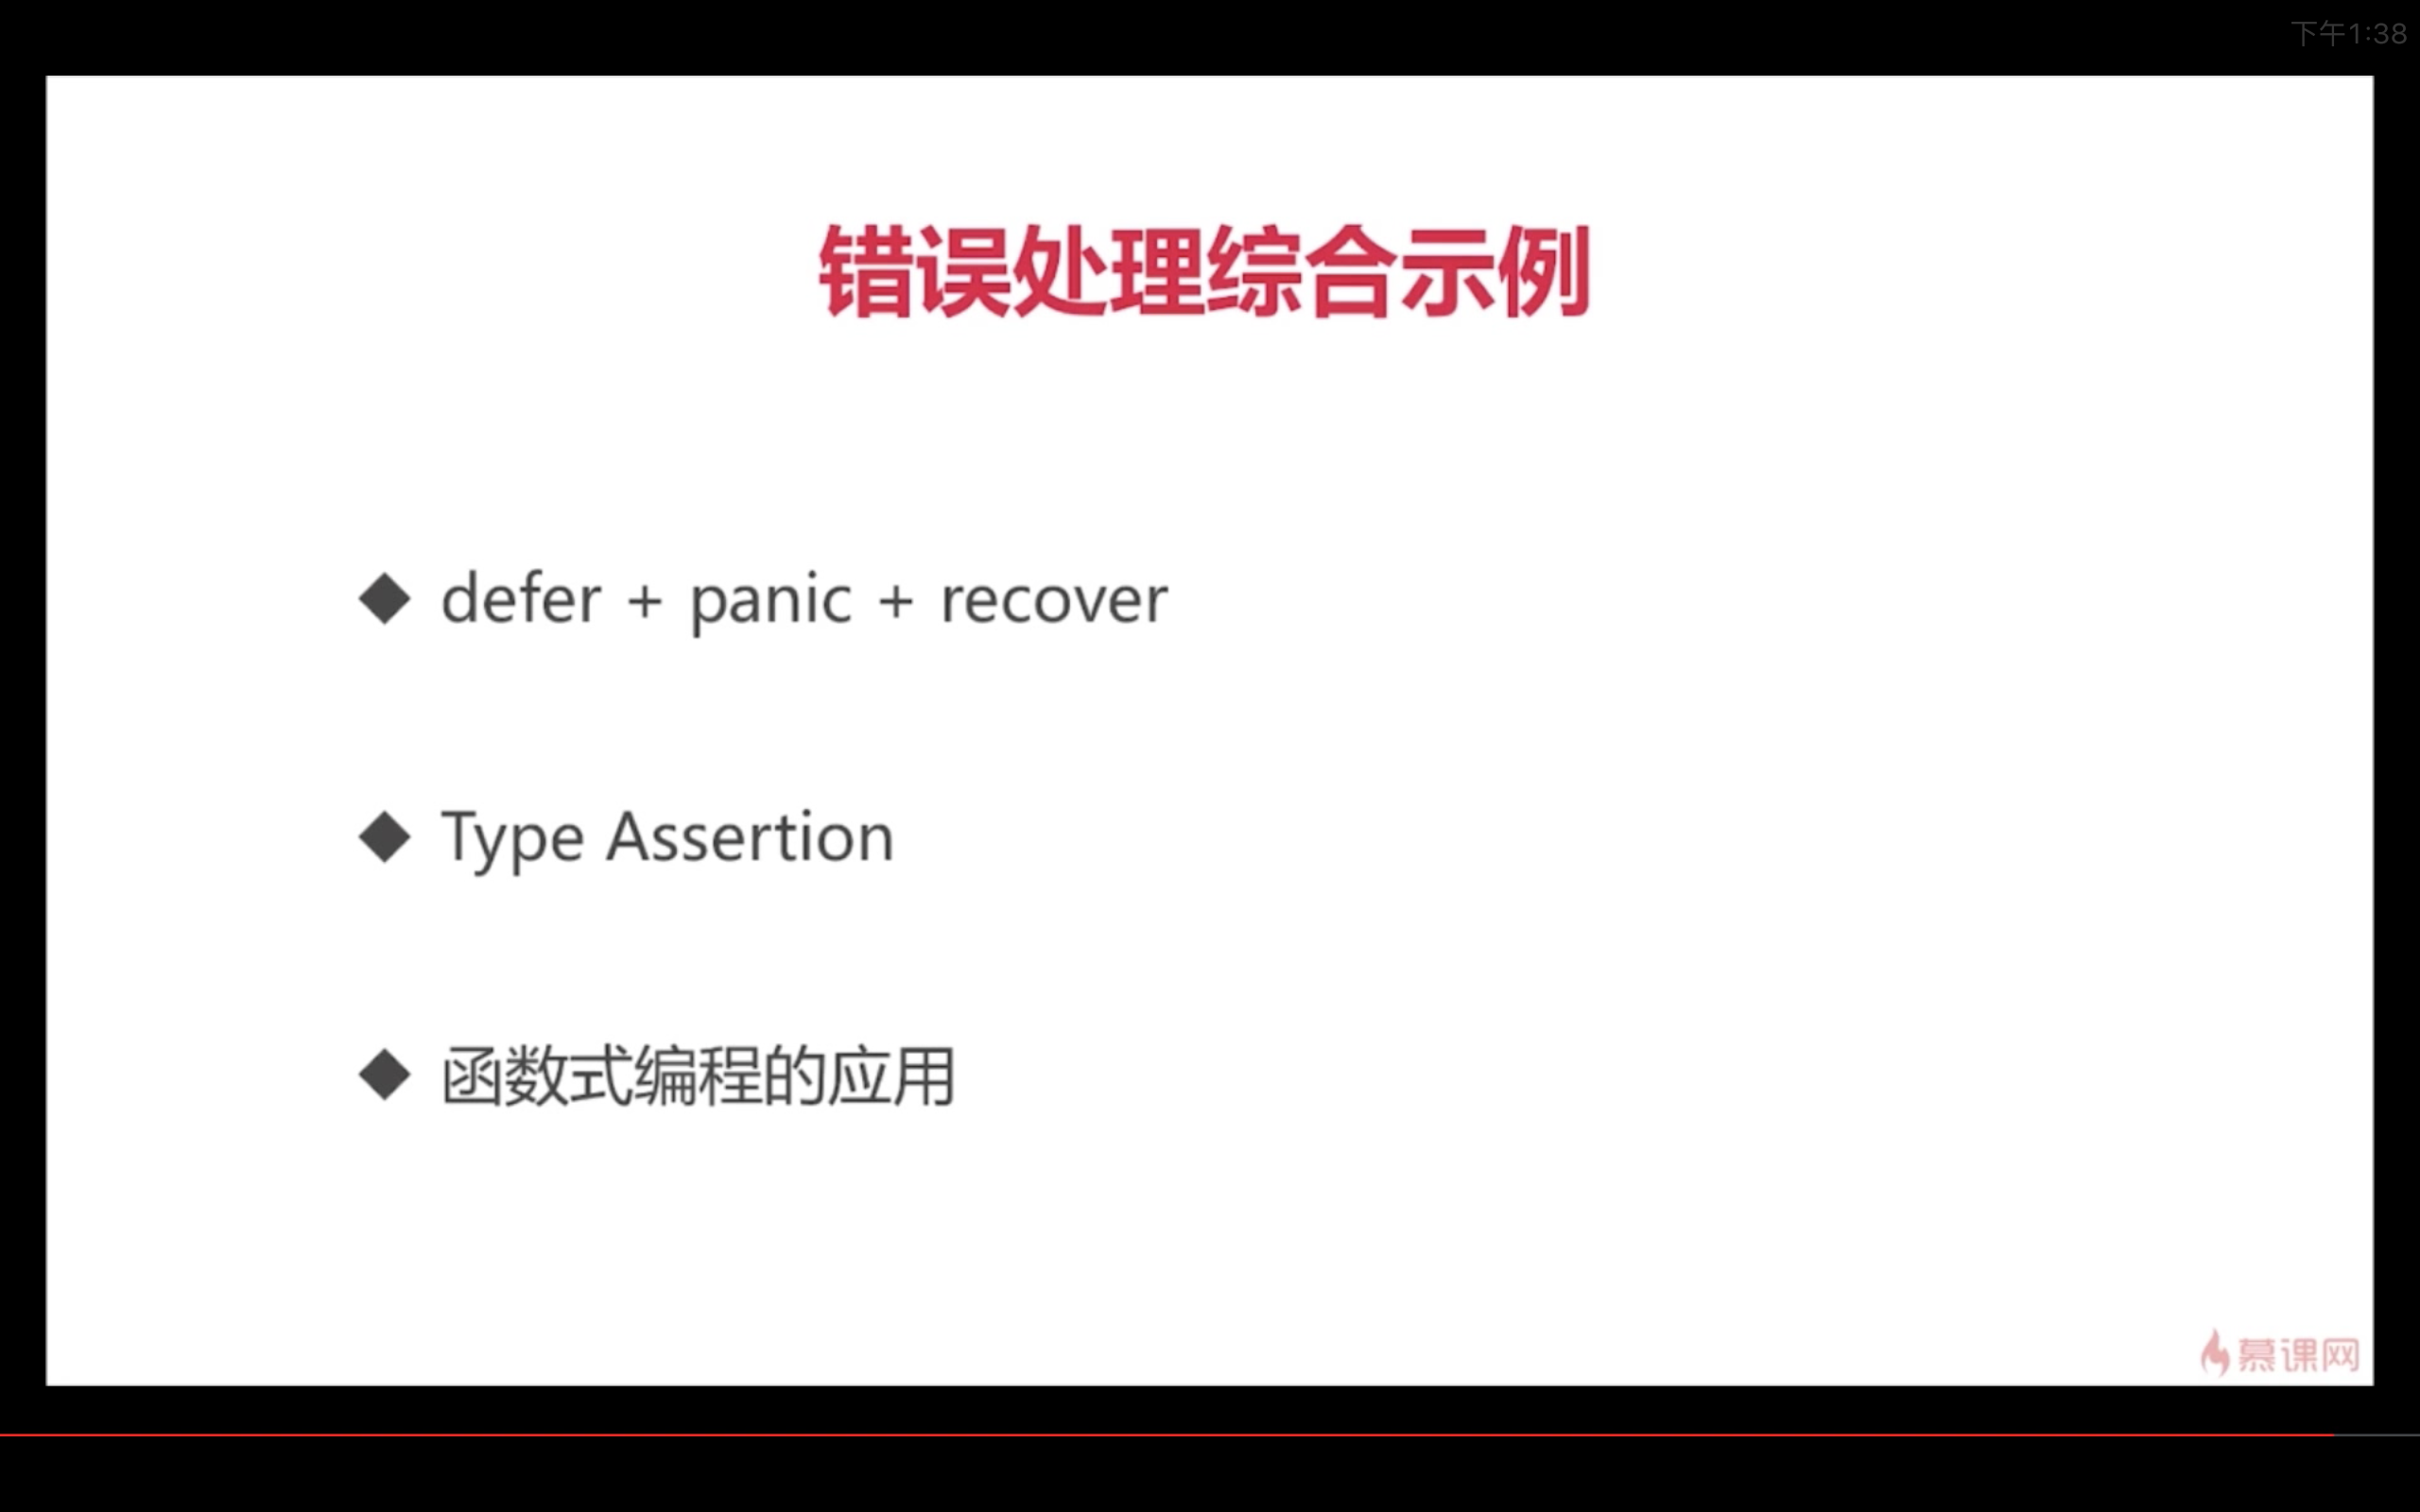 下午1:38
错误处理综合示例
◆ defer + panic + recover
◆ Type Assertion
◆ 函数式编程的应用
慕课网